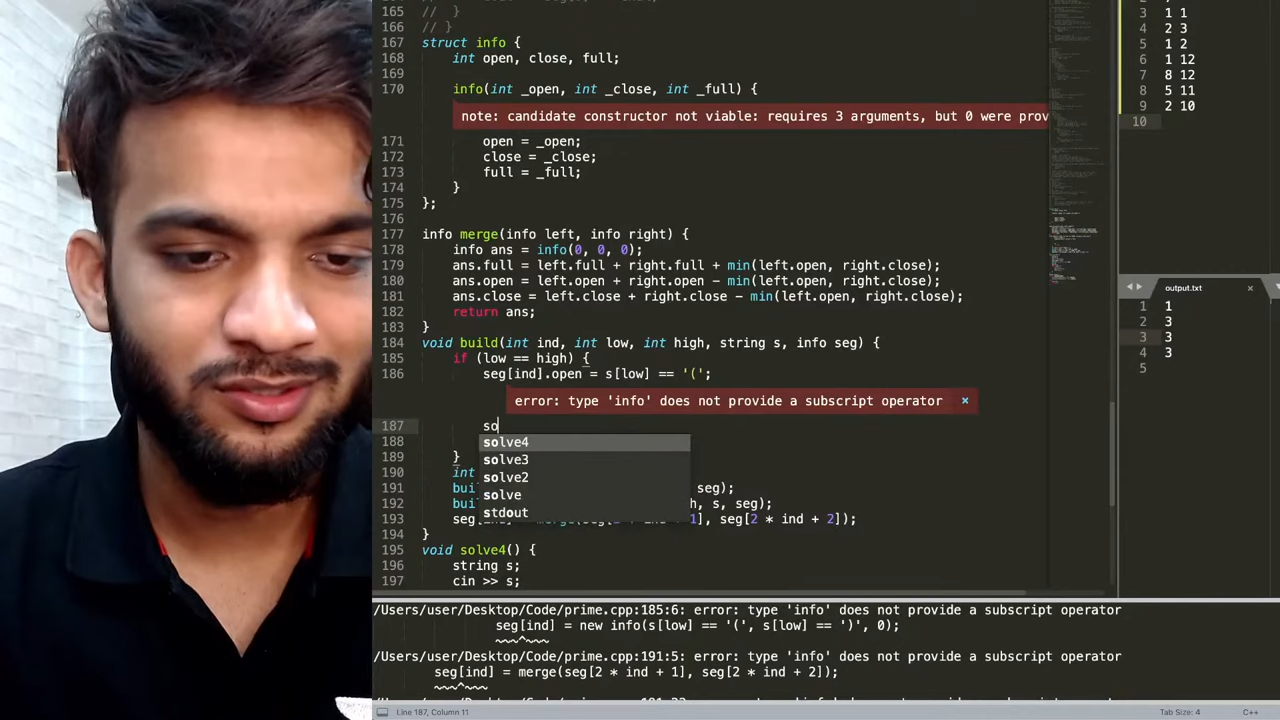 165 // }
166 // }
167 struct info {
168 int open, close, full;
169
170 info(int _open, int _close, int _full) {
note: candidate constructor not viable: requires 3 arguments, but 0 were prov
171 open = _open;
172 close = _close;
173 full = _full;
174 }
175 };
176
177 info merge(info left, info right) {
178 info ans = info(0, 0, 0);
179 ans.full = left.full + right.full + min(left.open, right.close);
180 ans.open = left.open + right.open - min(left.open, right.close);
181 ans.close = left.close + right.close - min(left.open, right.close);
182 return ans;
183 }
184 void build(int ind, int low, int high, string s, info seg) {
185 if (low == high) {
186 seg[ind].open = s[low] == '(';
error: type 'info' does not provide a subscript operator ×
187 so
188 solve4
solve3
189 }
190 int
solve2
191 bui seg);
solve
192 bui h, s, seg);
stdout
193 seg[ 1], seg[2 * ind + 2]);
194 }
195 void solve4() {
196 string s;
197 cin >> s;
3 1 1
4 2 3
5 1 2
6 1 12
7 8 12
8 5 11
9 2 10
10
output.txt ×
1 1
2 3
3 3
4 3
5
/Users/user/Desktop/Code/prime.cpp:185:6: error: type 'info' does not provide a subscript operator
seg[ind] = new info(s[low] == '(', s[low] == ')', 0);
~~~^~~~
/Users/user/Desktop/Code/prime.cpp:191:5: error: type 'info' does not provide a subscript operator
seg[ind] = merge(seg[2 * ind + 1], seg[2 * ind + 2]);
~~~^~~~
Line 187, Column 11
Tab Size: 4
C++